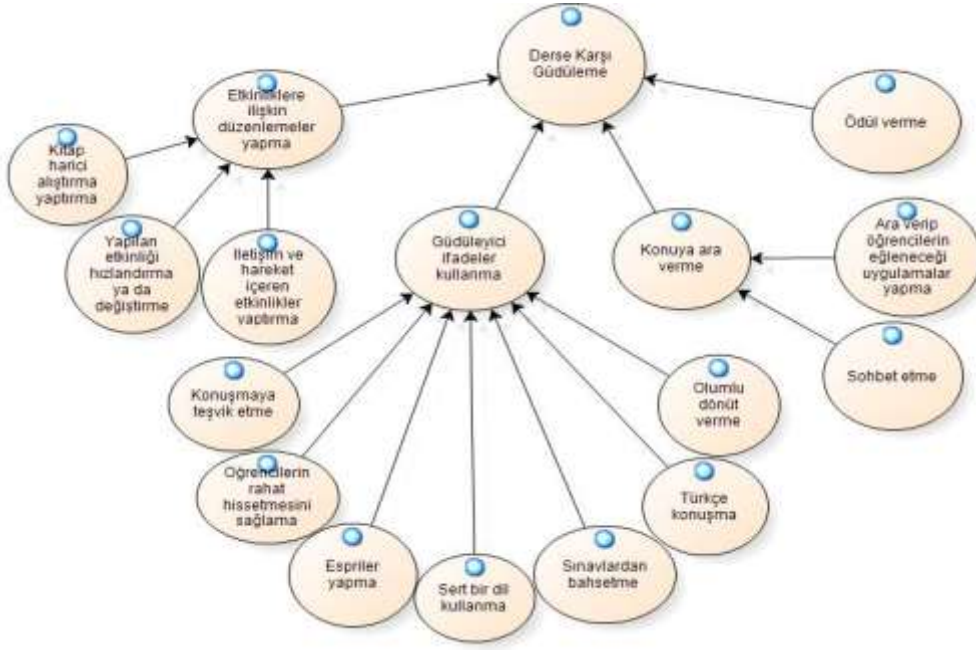 Derse Karşı
Güdüleme
Etkinliklere
ilişkin
düzenlemeler
yapma
Ödül verme
Kitap
harici
alıştırma
yaptırma
Yapılan
etkinliği
hızlandırma
ya da
değiştirme
İletişim ve
hareket
içeren
etkinlikler
yaptırma
Güdüleyici
ifadeler
kullanma
Konuya ara
verme
Ara verip
öğrencilerin
eğleneceği
uygulamalar
yapma
Sohbet etme
Konuşmaya
teşvik etme
Öğrencilerin
rahat
hissetmesini
sağlama
Espriler
yapma
Sert bir dil
kullanma
Sınavlardan
bahsetme
Türkçe
konuşma
Olumlu
dönüt
verme